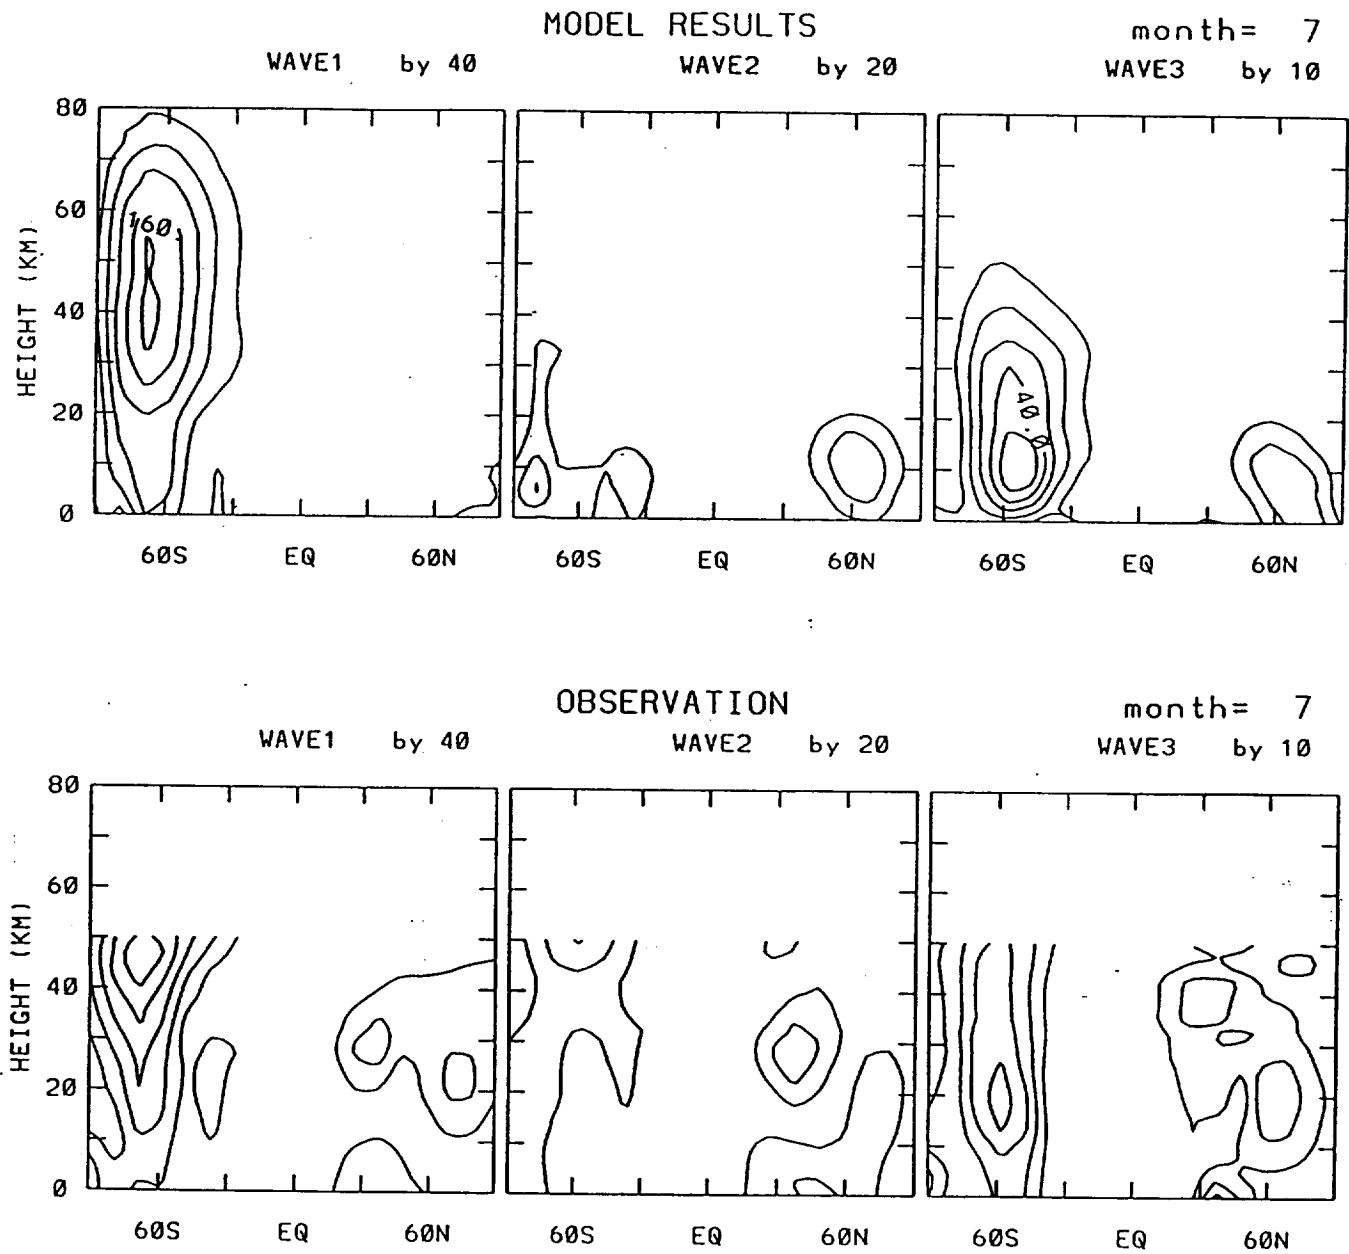 MODEL RESULTS month= 7
WAVE1 by 40 WAVE2 by 20 WAVE3 by 10
80
60
40
20
0
HEIGHT (KM)
160.
40.0
60S EQ 60N 60S EQ 60N 60S EQ 60N
OBSERVATION month= 7
WAVE1 by 40 WAVE2 by 20 WAVE3 by 10
80
60
40
20
0
HEIGHT (KM)
60S EQ 60N 60S EQ 60N 60S EQ 60N